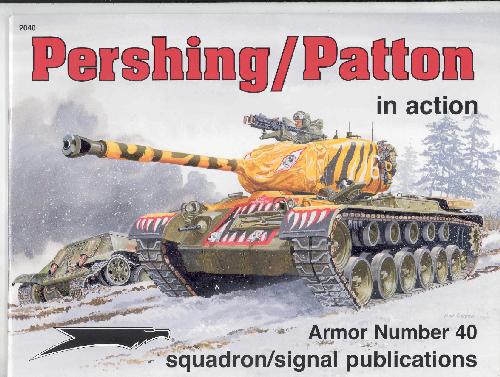 2040
Pershing/Patton
in action
Armor Number 40
squadron/signal publications